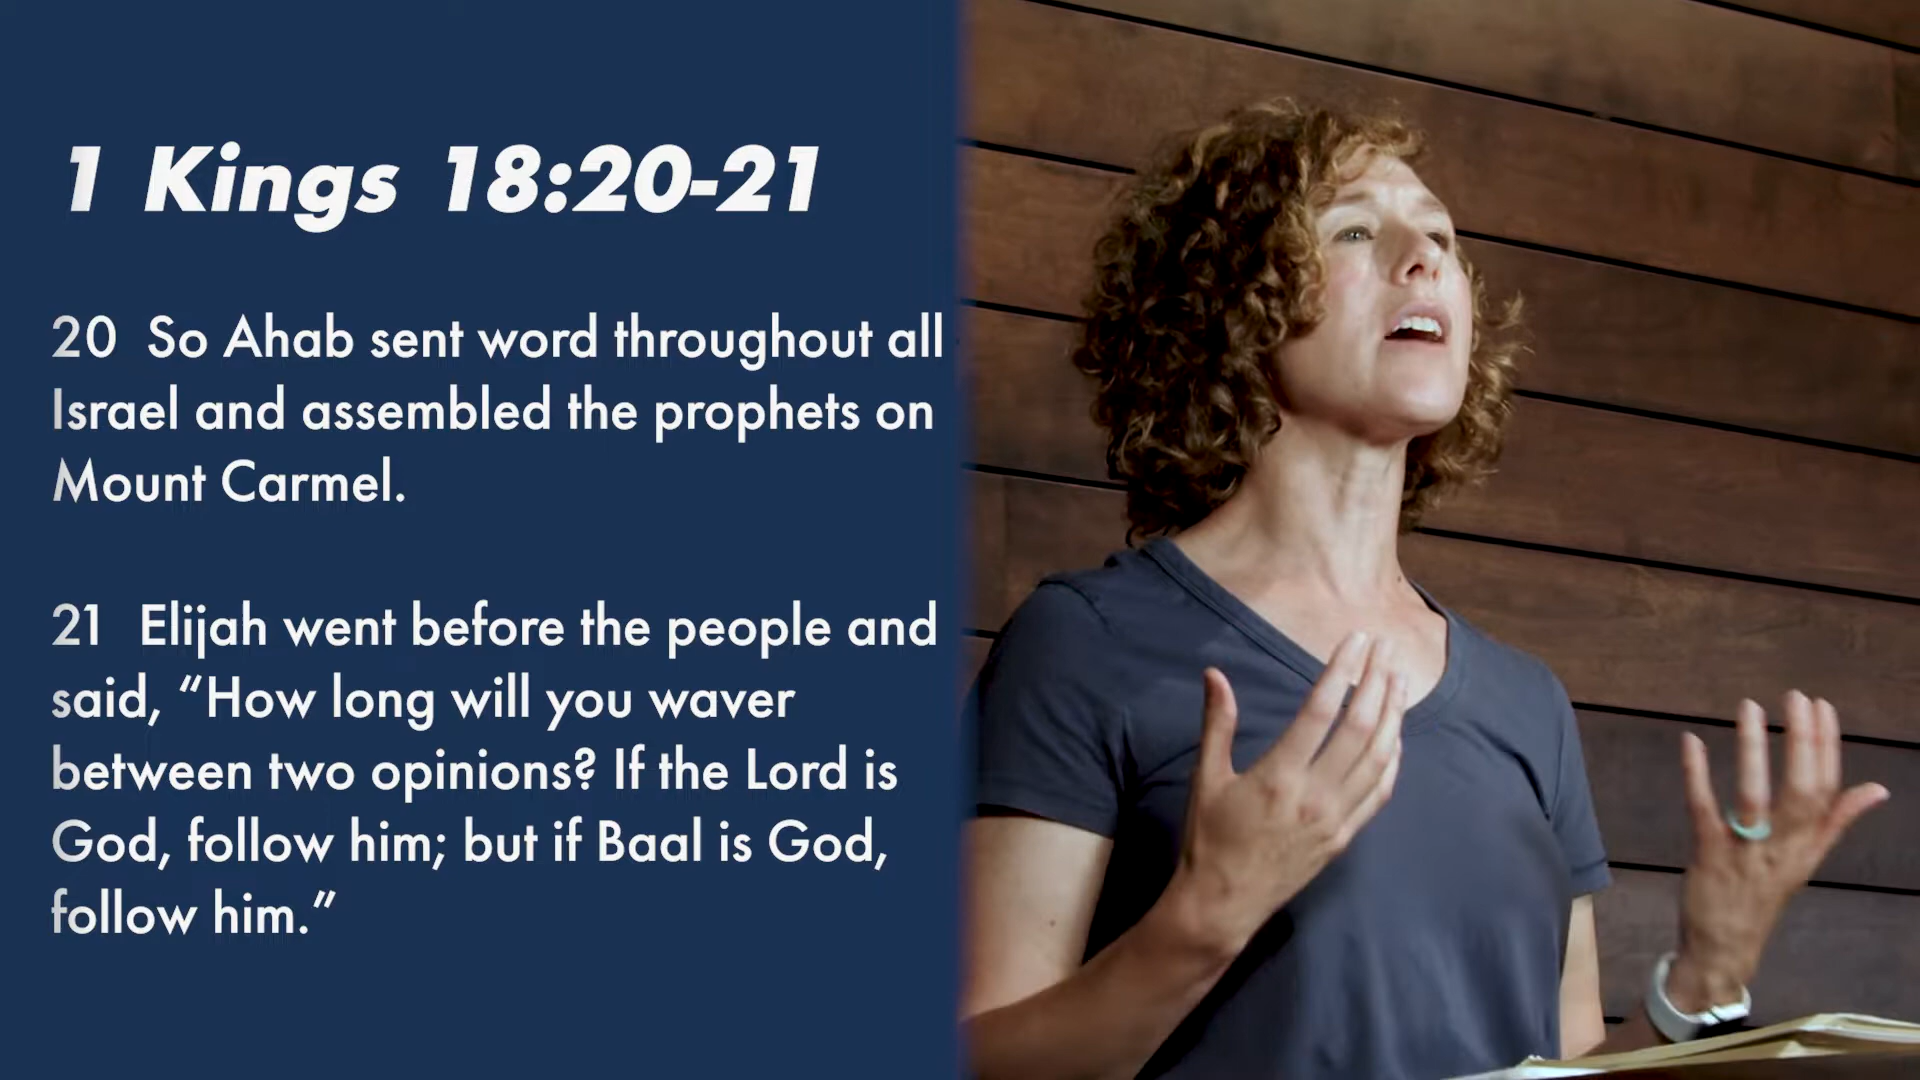 1 Kings 18:20-21
20 So Ahab sent word throughout all
Israel and assembled the prophets on
Mount Carmel.
21 Elijah went before the people and
said, “How long will you waver
between two opinions? If the Lord is
God, follow him; but if Baal is God,
follow him.”